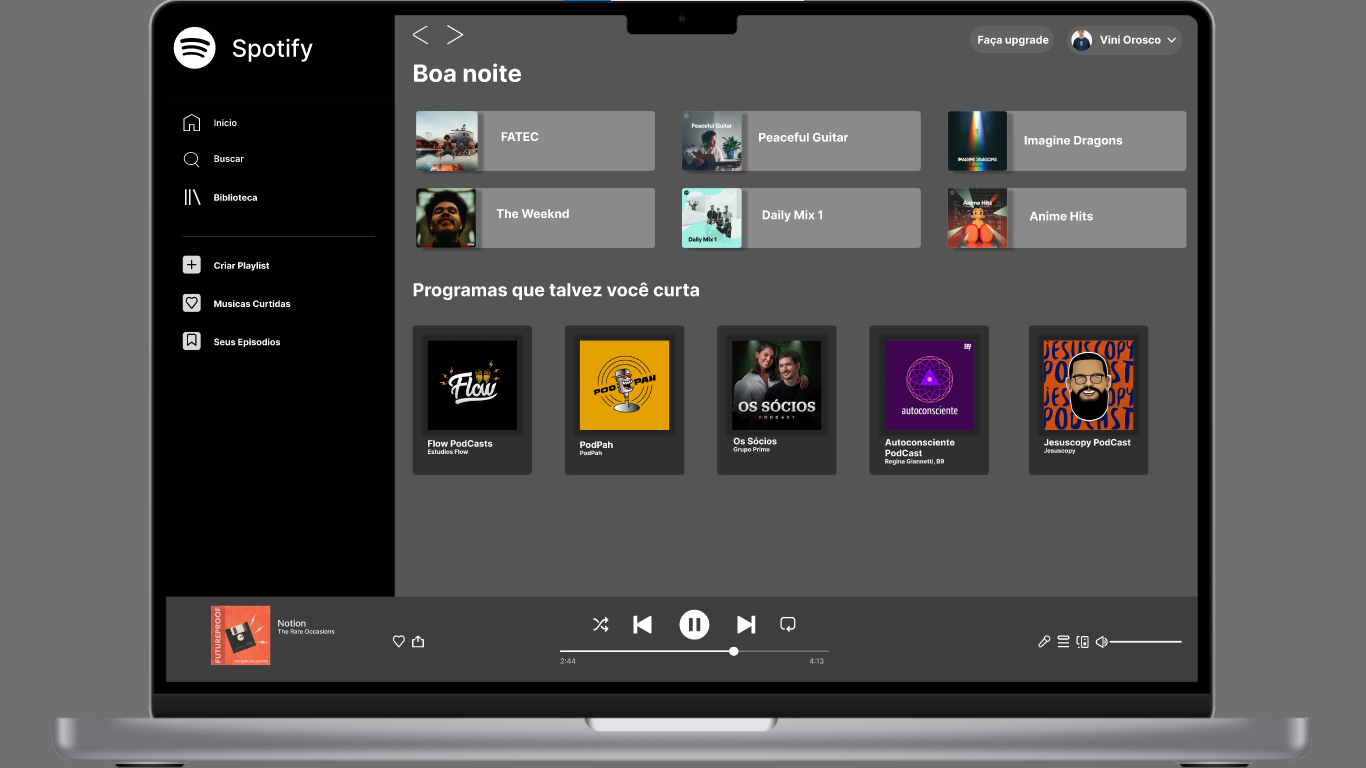 Spotify
Inicio
Buscar
Biblioteca
Criar Playlist
Musicas Curtidas
Seus Episodios
Faça upgrade
Vini Orosco
Boa noite
FATEC
Peaceful Guitar
Peaceful Guitar
IMAGINE DRAGONS
Imagine Dragons
The Weeknd
Daily Mix 1
Daily Mix 1
Anime Hits
Anime Hits
Programas que talvez você curta
Flow
Flow PodCasts
Estudios Flow
PODPAH
PodPah
PodPah
OS SÓCIOS
PODCAST
Os Sócios
Grupo Primo
B9
autoconsciente
Autoconsciente
PodCast
Regina Giannetti, B9
JESUSCOPY
PODCAST
Jesuscopy PodCast
Jesuscopy
FUTUREPROOF
THE RARE OCCASIONS
Notion
The Rare Occasions
2:44
4:13